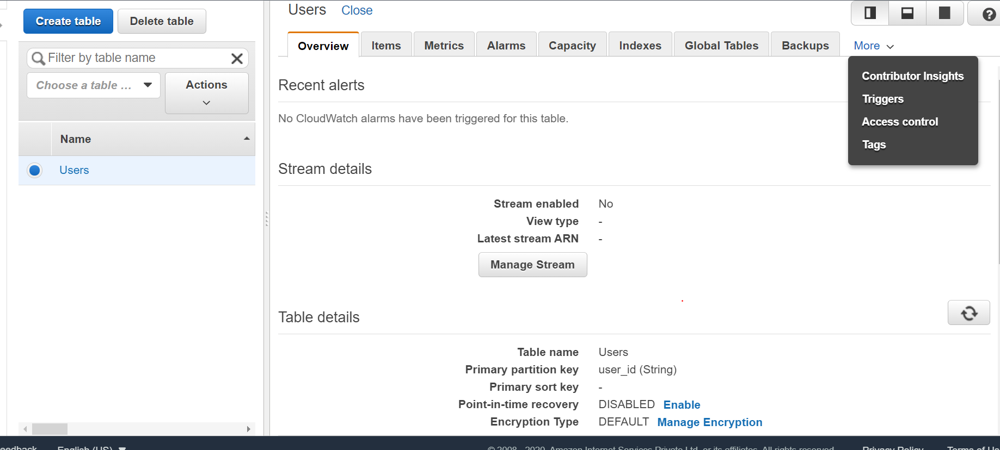 Create table
Delete table
Filter by table name
Choose a table ...
Actions
Name
Users
Users Close
Overview Items Metrics Alarms Capacity Indexes Global Tables Backups More
Contributor Insights
Triggers
Access control
Tags
Recent alerts
No CloudWatch alarms have been triggered for this table.
Stream details
Stream enabled No
View type -
Latest stream ARN -
Manage Stream
Table details
Table name Users
Primary partition key user_id (String)
Primary sort key -
Point-in-time recovery DISABLED Enable
Encryption Type DEFAULT Manage Encryption
eedback English (US) © 2008 - 2020, Amazon Internet Services Private Ltd. or its affiliates. All rights reserved. Privacy Policy Terms of Us